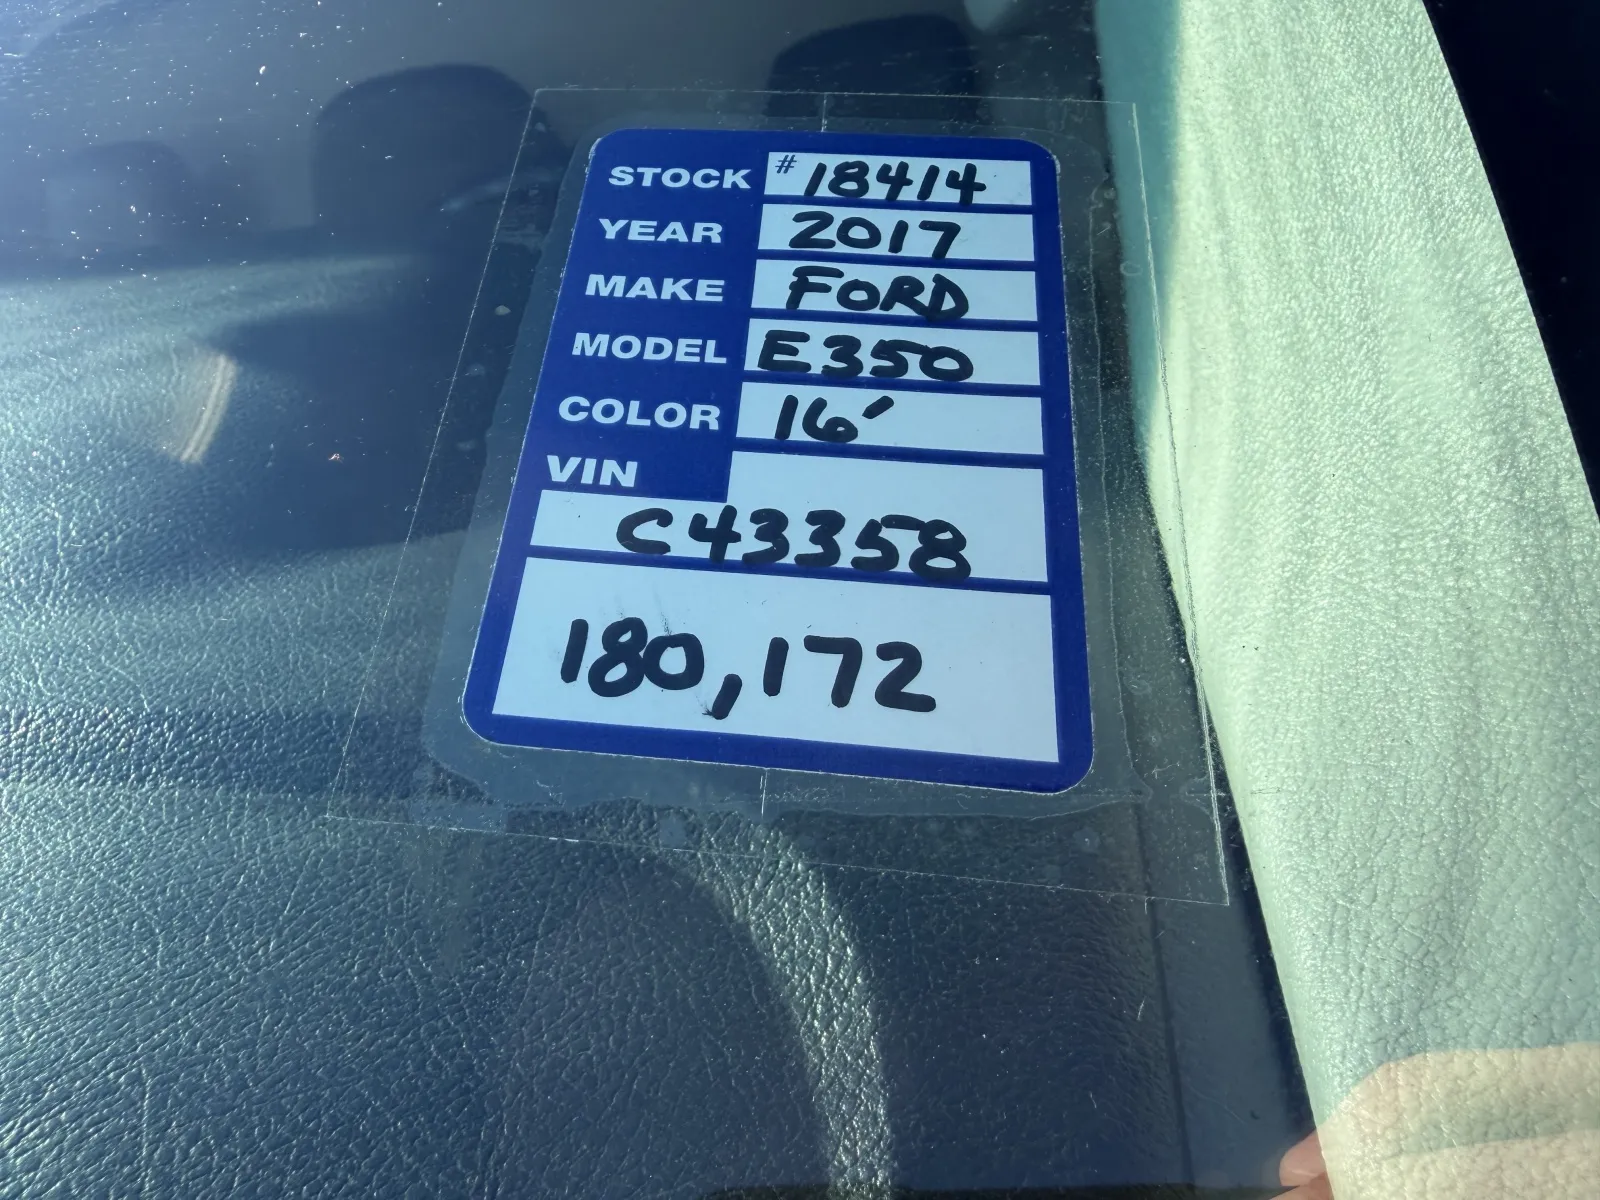 STOCK # 18414
YEAR 2017
MAKE FORD
MODEL E350
COLOR 16'
VIN
C43358
180,172